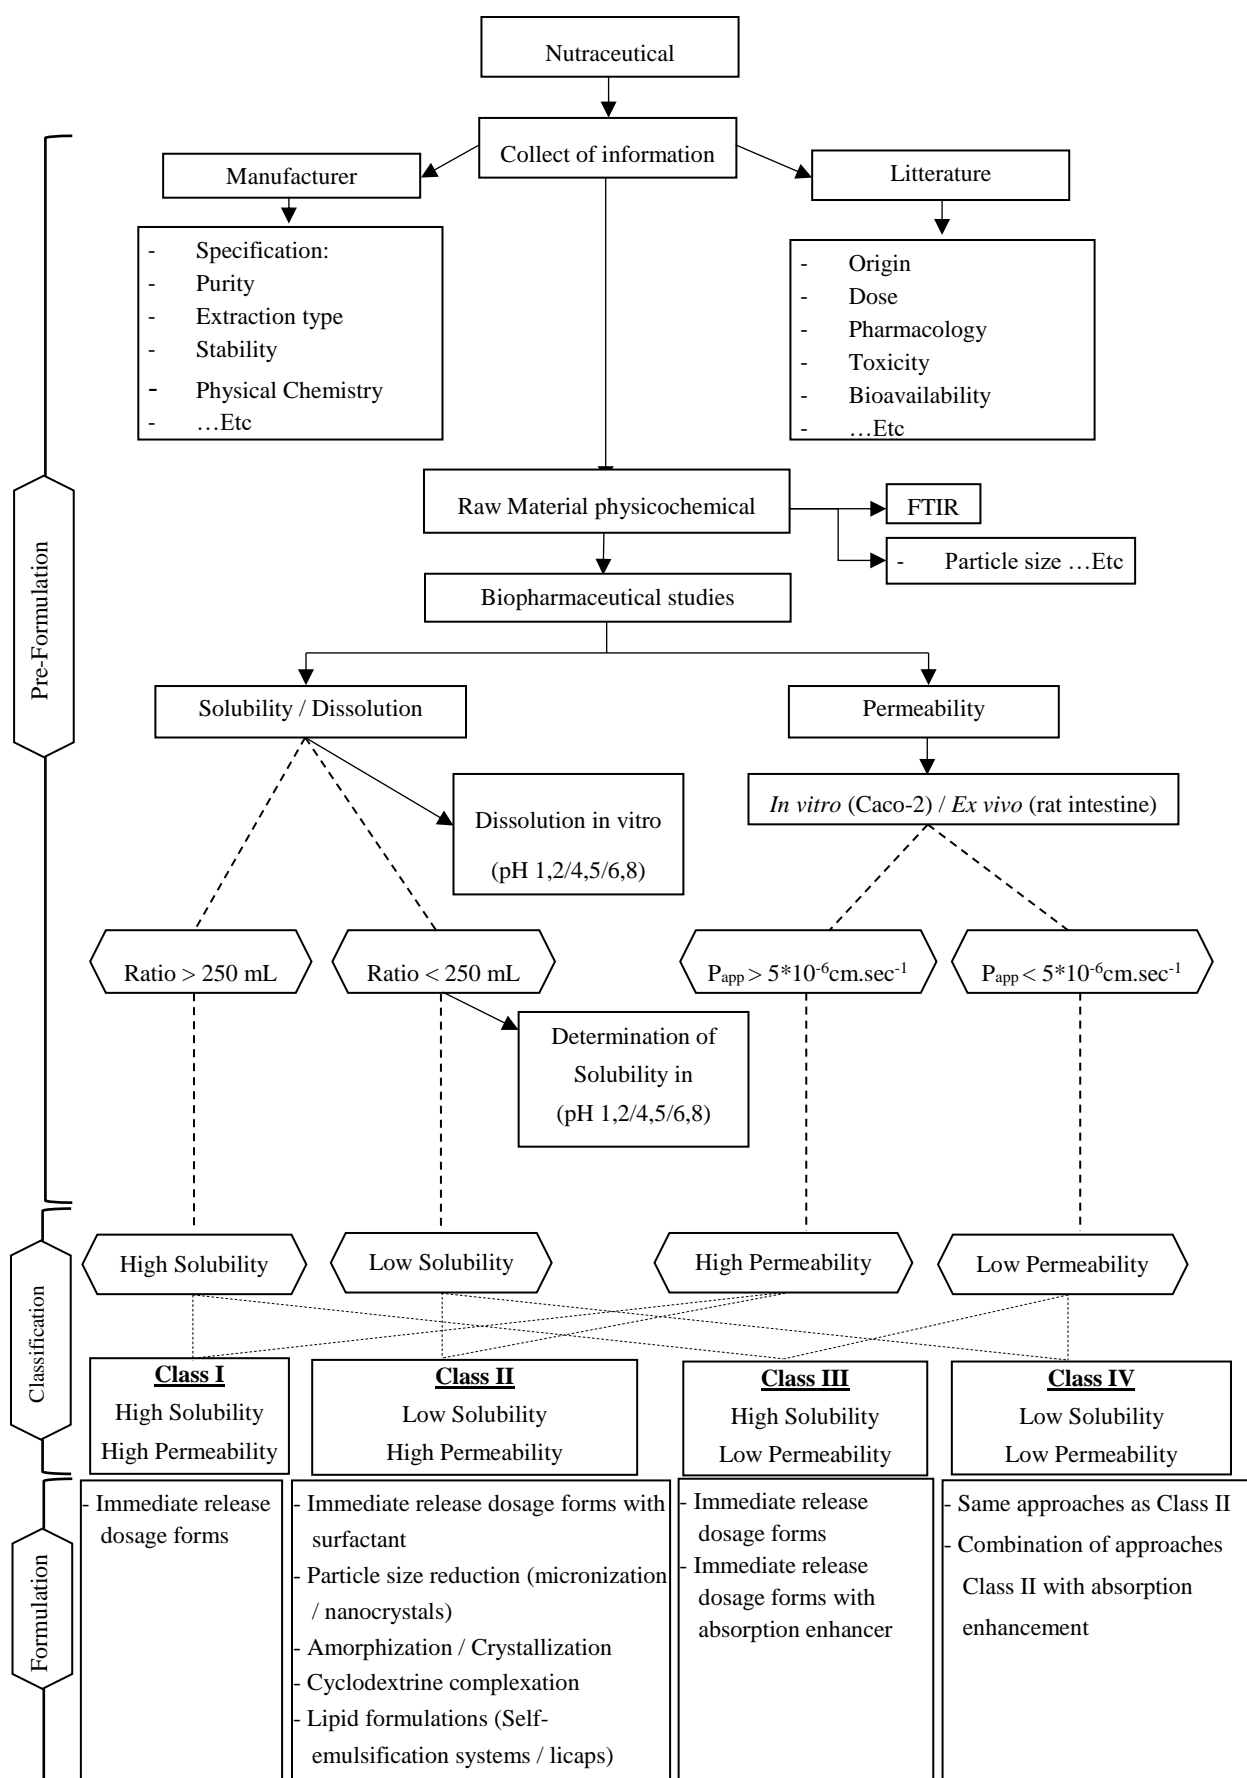 Nutraceutical
Collect of information
Manufacturer
Litterature
- Specification:
- Purity
- Extraction type
- Stability
- Physical Chemistry
- …Etc
- Origin
- Dose
- Pharmacology
- Toxicity
- Bioavailability
- …Etc
Raw Material physicochemical
FTIR
- Particle size …Etc
Biopharmaceutical studies
Pre-Formulation
Solubility / Dissolution
Permeability
Dissolution in vitro
(pH 1,2/4,5/6,8)
In vitro (Caco-2) / Ex vivo (rat intestine)
Ratio > 250 mL
Ratio < 250 mL
Papp > 5*10-6cm.sec-1
Papp < 5*10-6cm.sec-1
Determination of
Solubility in
(pH 1,2/4,5/6,8)
Classification
High Solubility
Low Solubility
High Permeability
Low Permeability
Class I
High Solubility
High Permeability
Class II
Low Solubility
High Permeability
Class III
High Solubility
Low Permeability
Class IV
Low Solubility
Low Permeability
Formulation
- Immediate release
dosage forms
- Immediate release dosage forms with
surfactant
- Particle size reduction (micronization
/ nanocrystals)
- Amorphization / Crystallization
- Cyclodextrine complexation
- Lipid formulations (Self-
emulsification systems / licaps)
- Immediate release
dosage forms
- Immediate release
dosage forms with
absorption enhancer
- Same approaches as Class II
- Combination of approaches
Class II with absorption
enhancement